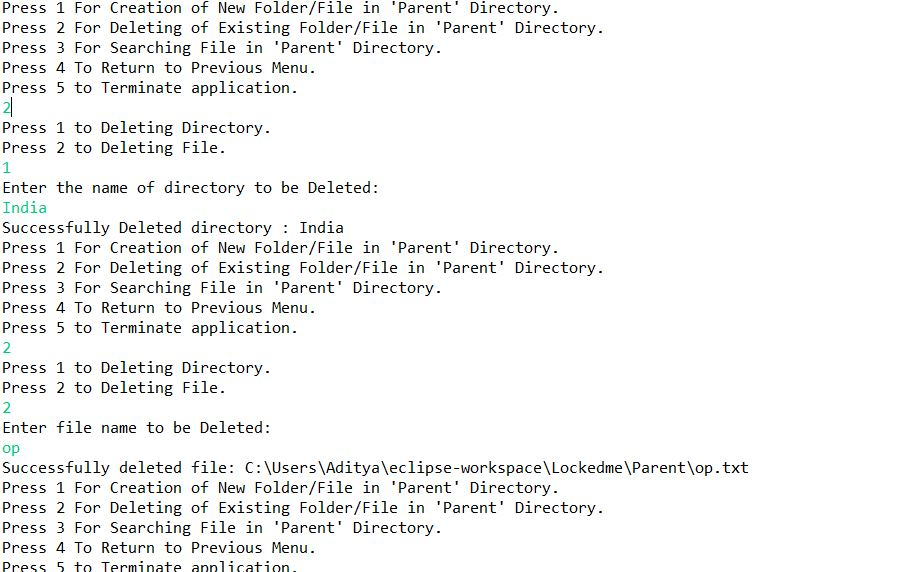 Press 1 For Creation of New Folder/File in 'Parent' Directory.
Press 2 For Deleting of Existing Folder/File in 'Parent' Directory.
Press 3 For Searching File in 'Parent' Directory.
Press 4 To Return to Previous Menu.
Press 5 to Terminate application.
2
Press 1 to Deleting Directory.
Press 2 to Deleting File.
1
Enter the name of directory to be Deleted:
India
Successfully Deleted directory : India
Press 1 For Creation of New Folder/File in 'Parent' Directory.
Press 2 For Deleting of Existing Folder/File in 'Parent' Directory.
Press 3 For Searching File in 'Parent' Directory.
Press 4 To Return to Previous Menu.
Press 5 to Terminate application.
2
Press 1 to Deleting Directory.
Press 2 to Deleting File.
2
Enter file name to be Deleted:
op
Successfully deleted file: C:\Users\Aditya\eclipse-workspace\Lockedme\Parent\op.txt
Press 1 For Creation of New Folder/File in 'Parent' Directory.
Press 2 For Deleting of Existing Folder/File in 'Parent' Directory.
Press 3 For Searching File in 'Parent' Directory.
Press 4 To Return to Previous Menu.
Press 5 to Terminate application.